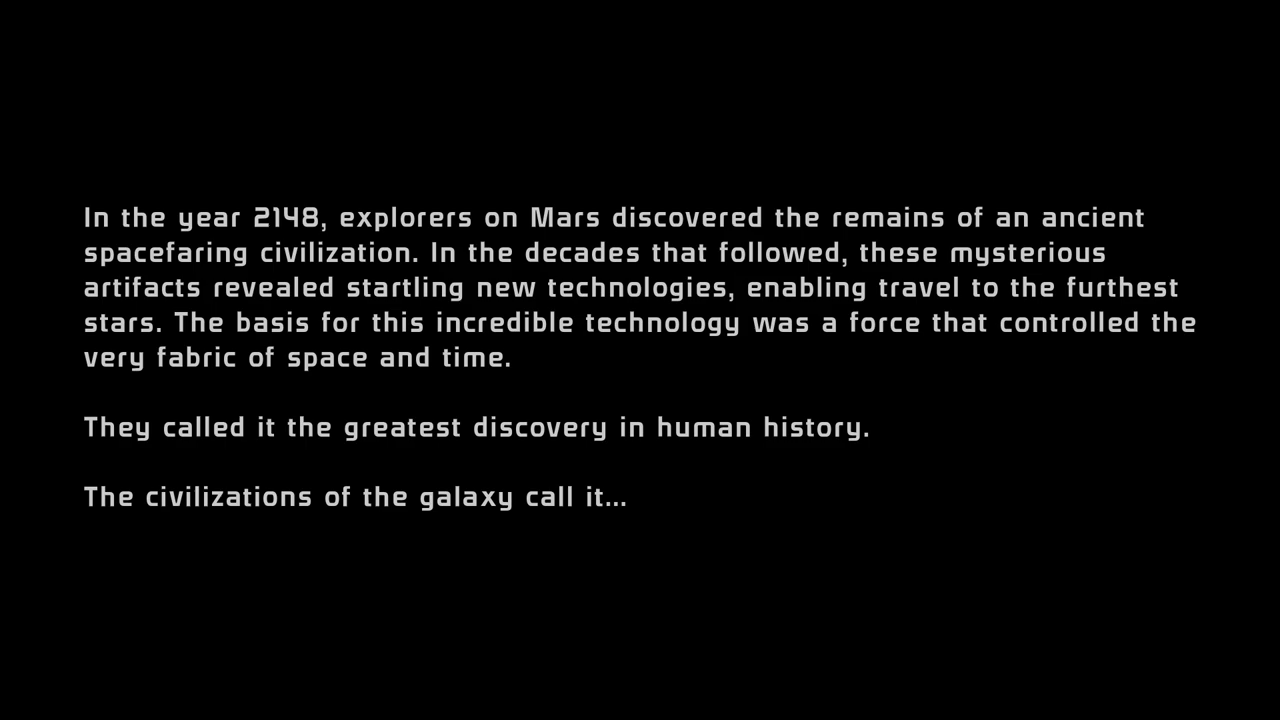 In the year 2148, explorers on Mars discovered the remains of an ancient
spacefaring civilization. In the decades that followed, these mysterious
artifacts revealed startling new technologies, enabling travel to the furthest
stars. The basis for this incredible technology was a force that controlled the
very fabric of space and time.
They called it the greatest discovery in human history.
The civilizations of the galaxy call it...